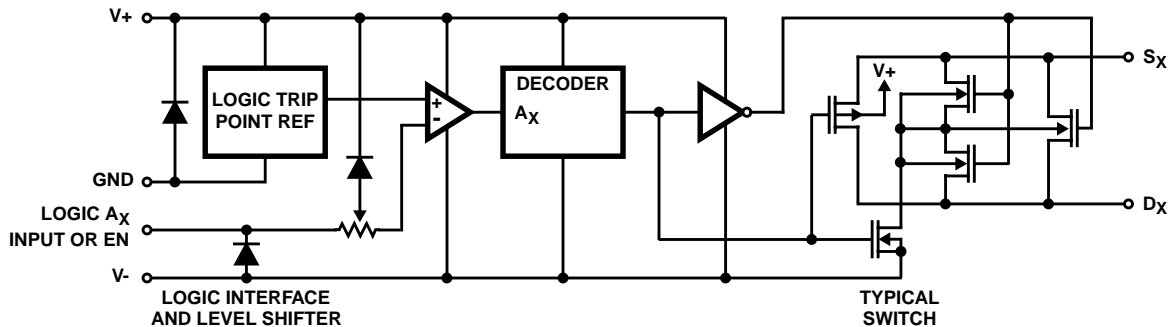 V+
LOGIC TRIP
POINT REF
+
-
DECODER
AX
V+
SX
GND
LOGIC AX
INPUT OR EN
DX
V-
LOGIC INTERFACE
AND LEVEL SHIFTER
TYPICAL
SWITCH